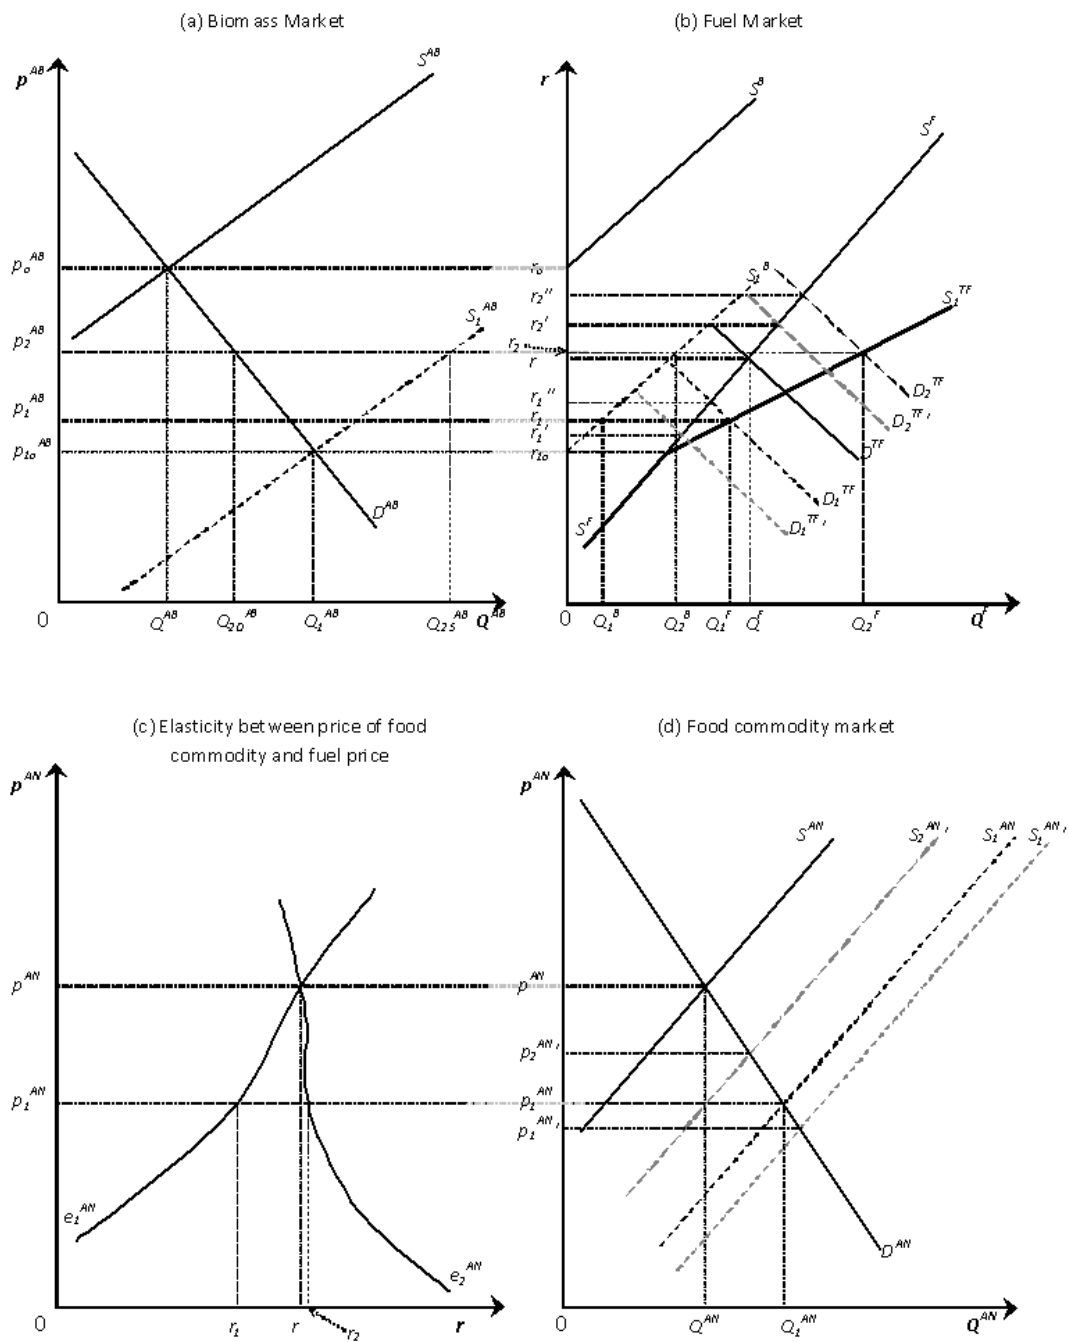 (a) Biomass Market
(b) Fuel Market
p^AB
S^AB
r
S^B
S^F
p_o^AB
r_o
S_1^B
r_2''
S_1^TF
S_1^AB
r_2'
p_2^AB
r_2
r
D_2^TF
r_1''
p_1^AB
r_1'
D_2^TF'
r_1
p_1o^AB
r_1o
D^TF
D_1^TF
D^AB
S^F
D_1^TF'
0
Q^AB
Q_2D^AB
Q_1^AB
Q_2S^AB
Q^AB
0
Q_1^B
Q_2^B
Q_1^F
Q^F
Q_2^F
Q^F
(c) Elasticity between price of food
commodity and fuel price
(d) Food commodity market
p^AN
p^AN
S^AN
S_2^AN'
S_1^AN
S_1^AN'
p^AN
p^AN
p_2^AN'
p_1^AN
p_1^AN
p_1^AN'
e_1^AN
e_2^AN
D^AN
0
r_1
r
r_2
r
0
Q^AN
Q_1^AN
Q^AN